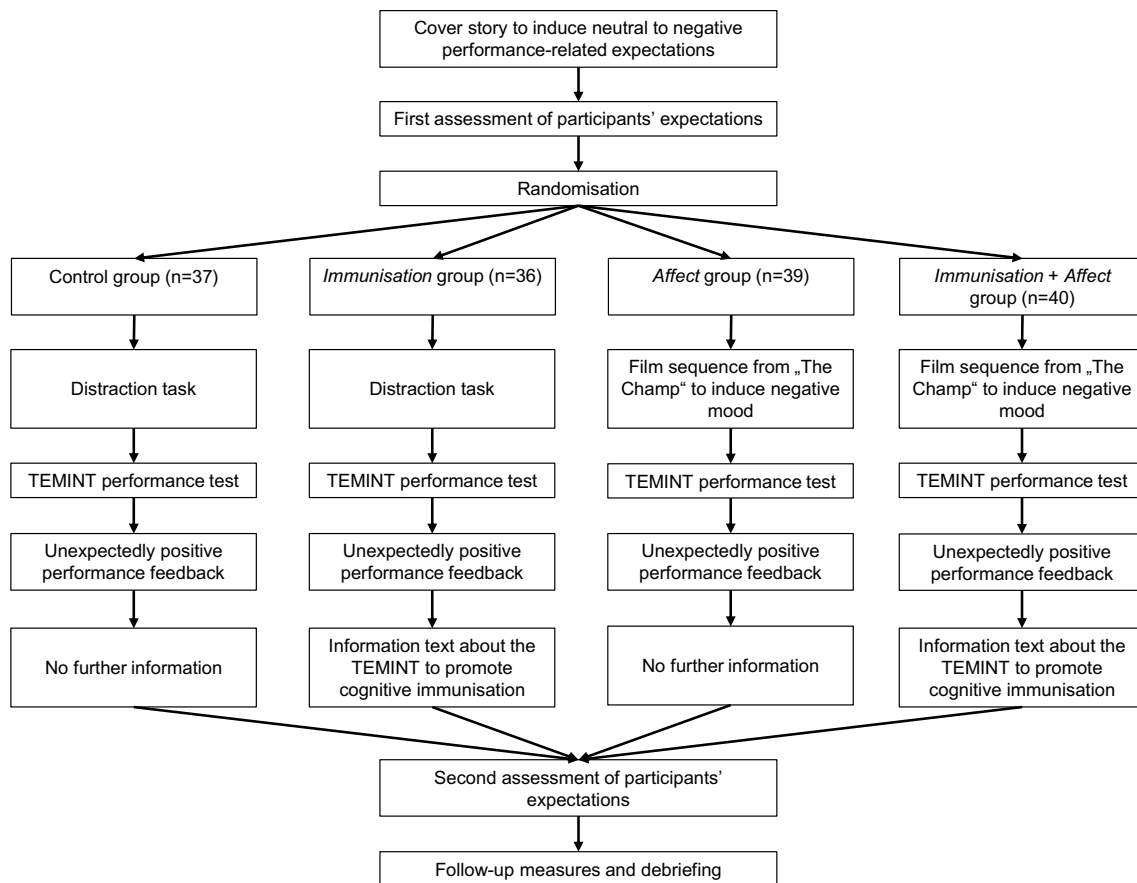 Cover story to induce neutral to negative
performance-related expectations
First assessment of participants’ expectations
Randomisation
Control group (n=37)
Immunisation group (n=36)
Affect group (n=39)
Immunisation + Affect
group (n=40)
Distraction task
Distraction task
Film sequence from „The
Champ“ to induce negative
mood
Film sequence from „The
Champ“ to induce negative
mood
TEMINT performance test
TEMINT performance test
TEMINT performance test
TEMINT performance test
Unexpectedly positive
performance feedback
Unexpectedly positive
performance feedback
Unexpectedly positive
performance feedback
Unexpectedly positive
performance feedback
No further information
Information text about the
TEMINT to promote
cognitive immunisation
No further information
Information text about the
TEMINT to promote
cognitive immunisation
Second assessment of participants’
expectations
Follow-up measures and debriefing